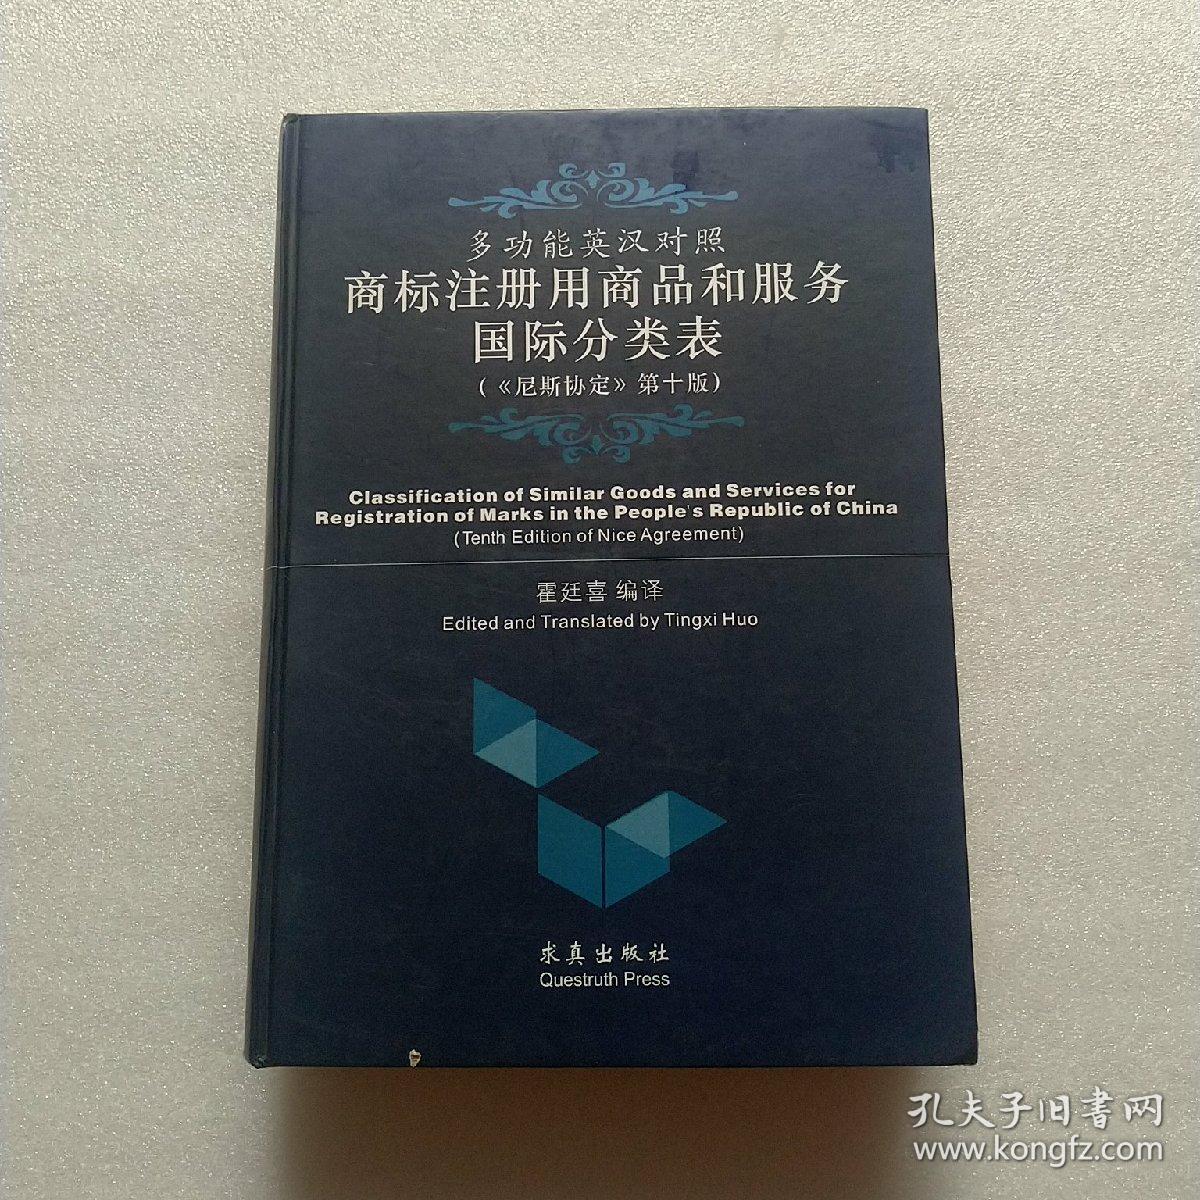 多功能英汉对照
商标注册用商品和服务
国际分类表
(《尼斯协定》第十版)
Classification of Similar Goods and Services for
Registration of Marks in the People's Republic of China
(Tenth Edition of Nice Agreement)
霍廷喜 编译
Edited and Translated by Tingxi Huo
求真出版社
Questruth Press
孔夫子旧书网
www.kongfz.com